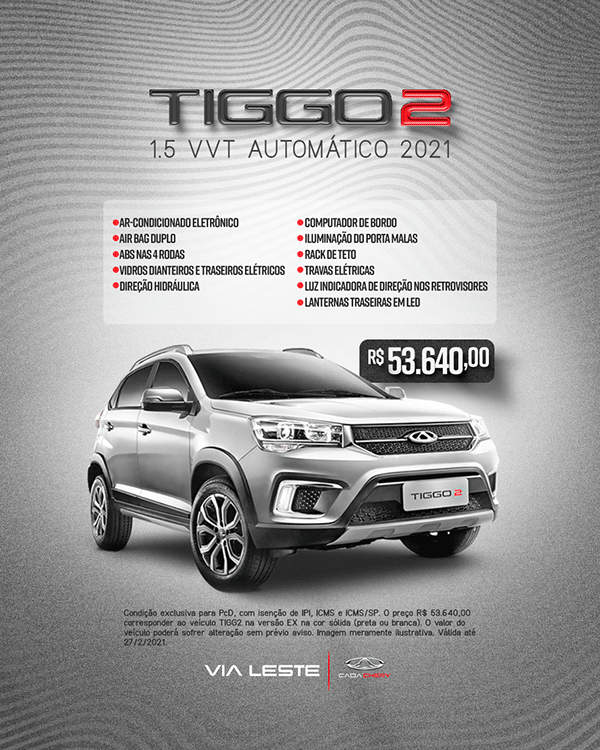 TIGGO 2
1.5 VVT AUTOMÁTICO 2021
AR-CONDICIONADO ELETRÔNICO
AIR BAG DUPLO
ABS NAS 4 RODAS
VIDROS DIANTEIROS E TRASEIROS ELÉTRICOS
DIREÇÃO HIDRÁULICA
COMPUTADOR DE BORDO
ILUMINAÇÃO DO PORTA MALAS
RACK DE TETO
TRAVAS ELÉTRICAS
LUZ INDICADORA DE DIREÇÃO NOS RETROVISORES
LANTERNAS TRASEIRAS EM LED
R$ 53.640,00
TIGGO 2
Condição exclusiva para PcD, com isenção de IPI, ICMS e ICMS/SP. O preço R$ 53.640,00
corresponder ao veículo TIGG2 na versão EX na cor sólida (preta ou branca). O valor do
veículo poderá sofrer alteração sem prévio aviso. Imagem meramente ilustrativa. Válida até
27/2/2021.
VIA LESTE
CAOA CHERY